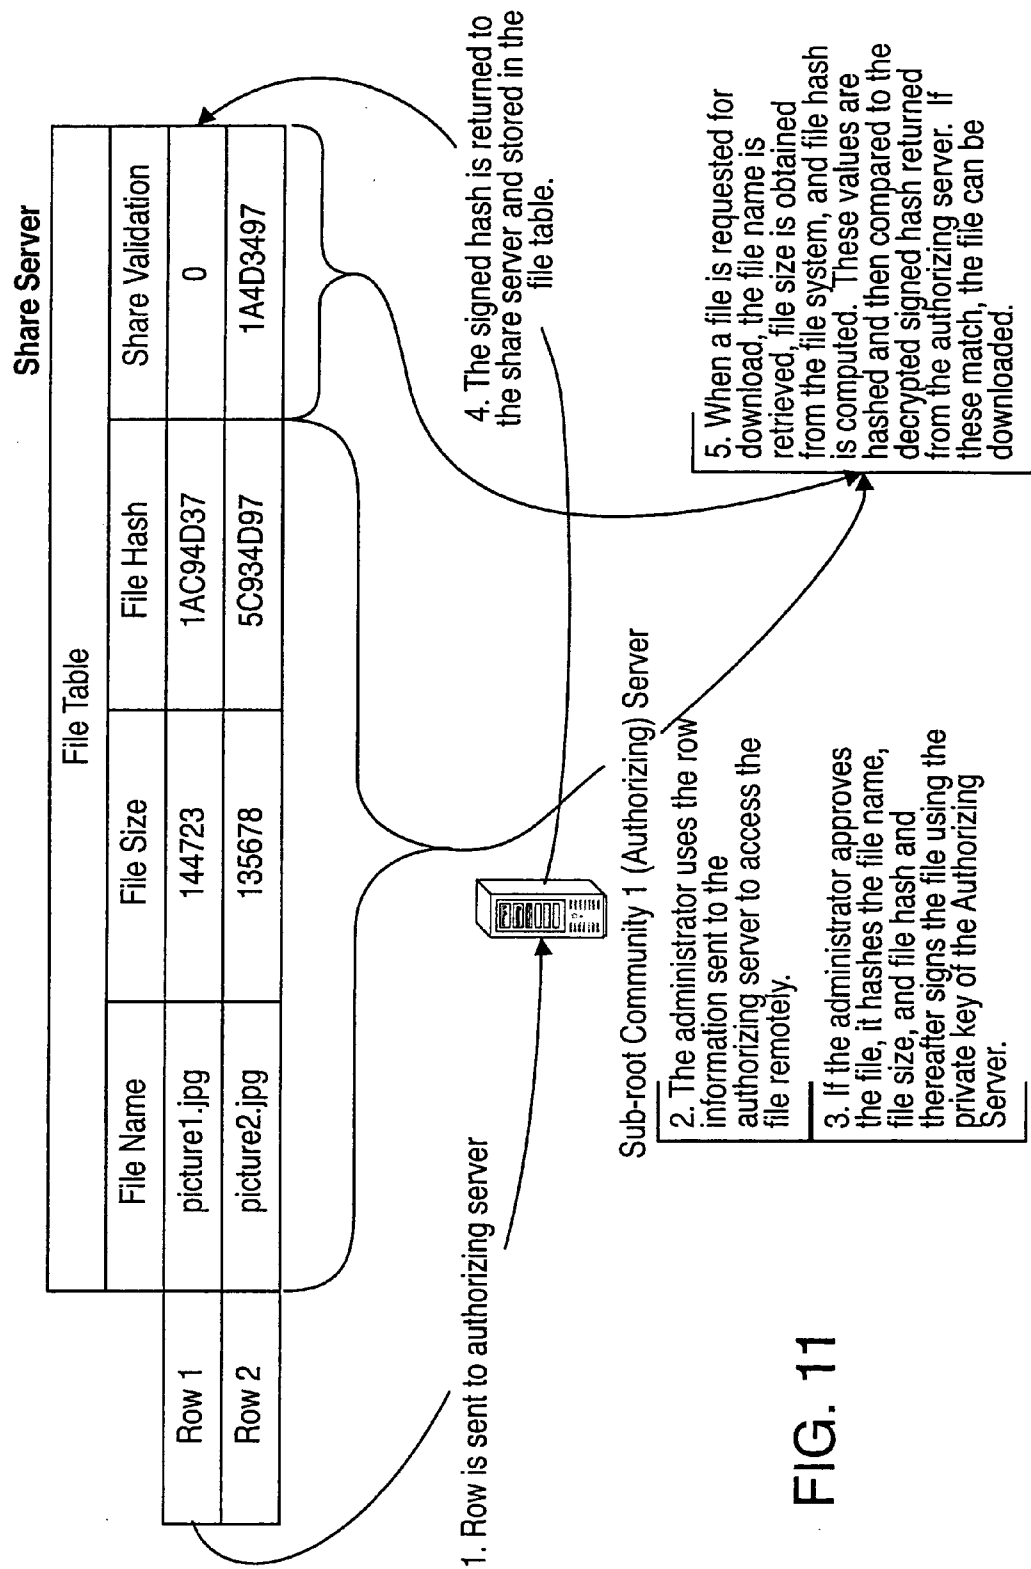 Share Server
File Table
File Name File Size File Hash Share Validation
Row 1 picture1.jpg 144723 1AC94D37 0
Row 2 picture2.jpg 135678 5C934D97 1A4D3497
1. Row is sent to authorizing server
4. The signed hash is returned to
the share server and stored in the
file table.
Sub-root Community 1 (Authorizing) Server
2. The administrator uses the row
information sent to the
authorizing server to access the
file remotely.
3. If the administrator approves
the file, it hashes the file name,
file size, and file hash and
thereafter signs the file using the
private key of the Authorizing
Server.
5. When a file is requested for
download, the file name is
retrieved, file size is obtained
from the file system, and file hash
is computed. These values are
hashed and then compared to the
decrypted signed hash returned
from the authorizing server. If
these match, the file can be
downloaded.
FIG. 11